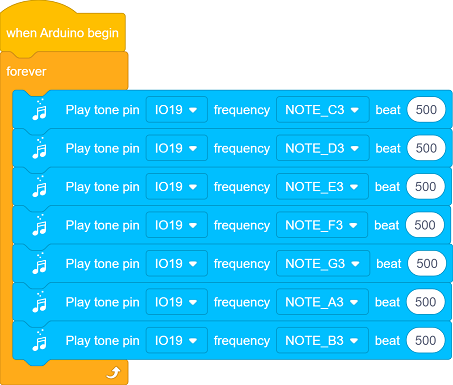 when Arduino begin
forever
Play tone pin IO19 frequency NOTE_C3 beat 500
Play tone pin IO19 frequency NOTE_D3 beat 500
Play tone pin IO19 frequency NOTE_E3 beat 500
Play tone pin IO19 frequency NOTE_F3 beat 500
Play tone pin IO19 frequency NOTE_G3 beat 500
Play tone pin IO19 frequency NOTE_A3 beat 500
Play tone pin IO19 frequency NOTE_B3 beat 500